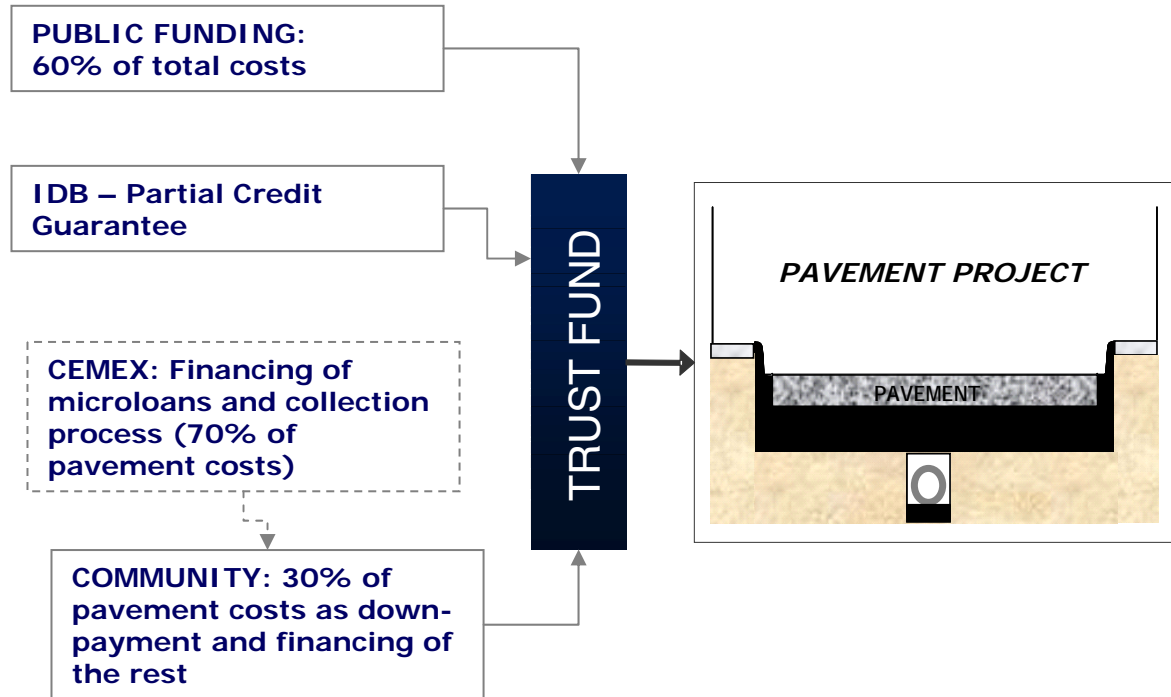 PUBLIC FUNDING:
60% of total costs
IDB – Partial Credit
Guarantee
CEMEX: Financing of
microloans and collection
process (70% of
pavement costs)
COMMUNITY: 30% of
pavement costs as down-
payment and financing of
the rest
TRUST FUND
PAVEMENT PROJECT
PAVEMENT